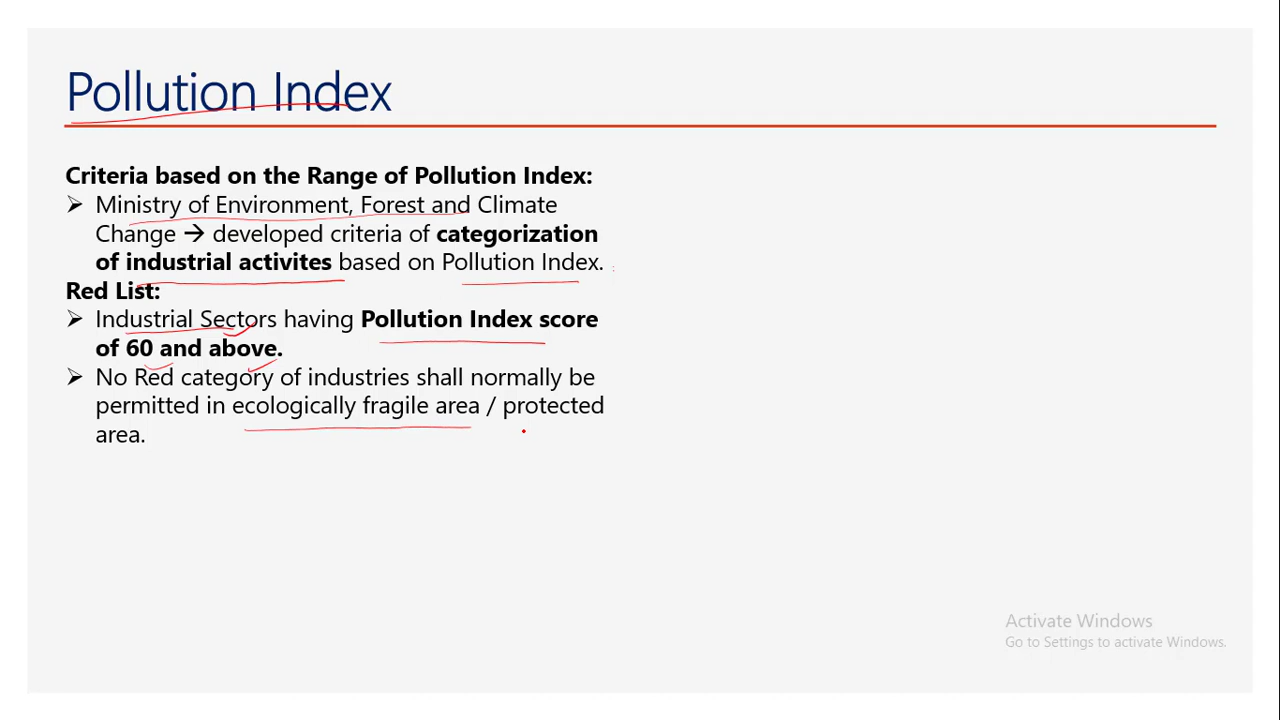 Pollution Index
Criteria based on the Range of Pollution Index:
➢ Ministry of Environment, Forest and Climate
Change → developed criteria of categorization
of industrial activites based on Pollution Index.
Red List:
➢ Industrial Sectors having Pollution Index score
of 60 and above.
➢ No Red category of industries shall normally be
permitted in ecologically fragile area / protected
area.
Activate Windows
Go to Settings to activate Windows.